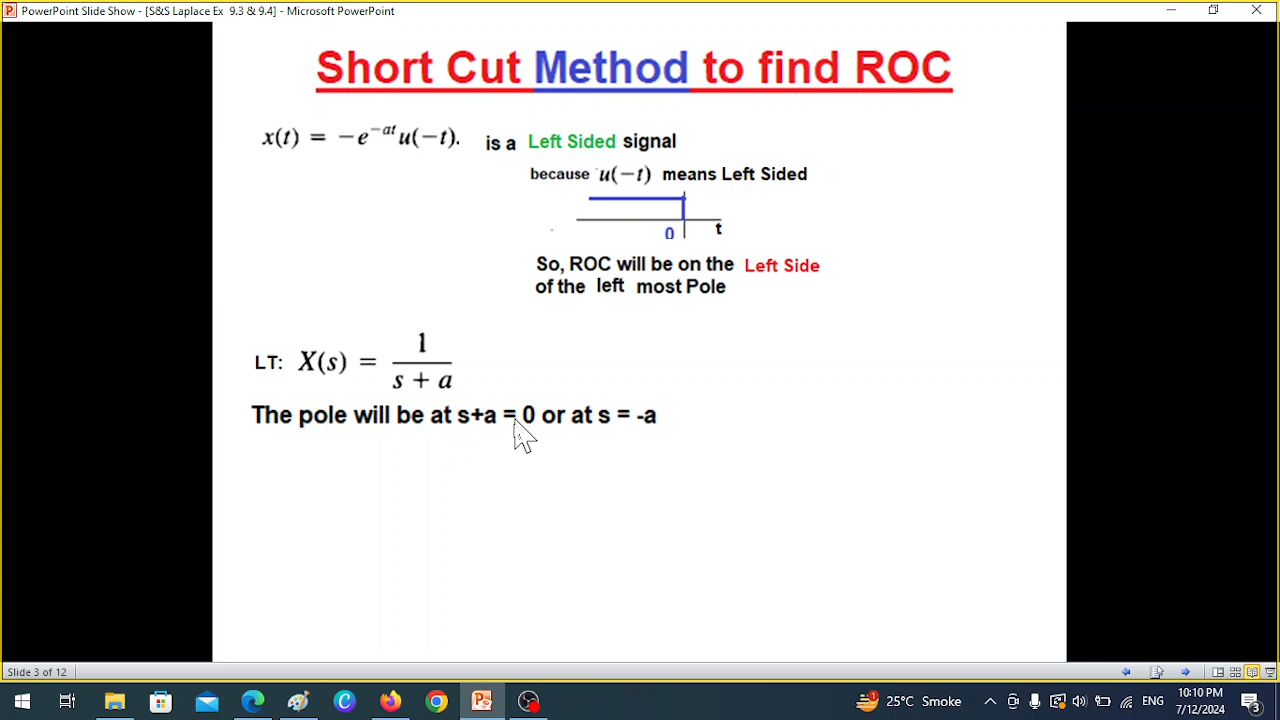 PowerPoint Slide Show - [S&S Laplace Ex 9.3 & 9.4] - Microsoft PowerPoint
Short Cut Method to find ROC
x(t) = −e^{−at} u(−t). is a Left Sided signal
because u(−t) means Left Sided
0 t
So, ROC will be on the Left Side
of the left most Pole
LT: X(s) = 1 / (s + a)
The pole will be at s+a = 0 or at s = -a
Slide 3 of 12
25°C Smoke ENG 10:10 PM
7/12/2024
1
3